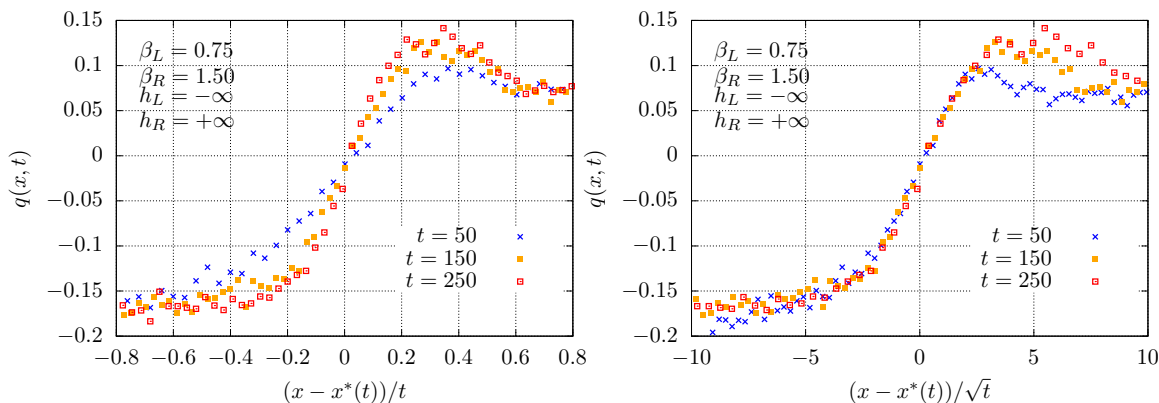 0.15
0.1
0.05
0
−0.05
−0.1
−0.15
−0.2
q(x, t)
β_L = 0.75
β_R = 1.50
h_L = −∞
h_R = +∞
t = 50
t = 150
t = 250
−0.8 −0.6 −0.4 −0.2 0 0.2 0.4 0.6 0.8
(x − x*(t))/t
0.15
0.1
0.05
0
−0.05
−0.1
−0.15
−0.2
q(x, t)
β_L = 0.75
β_R = 1.50
h_L = −∞
h_R = +∞
t = 50
t = 150
t = 250
−10 −5 0 5 10
(x − x*(t))/√t